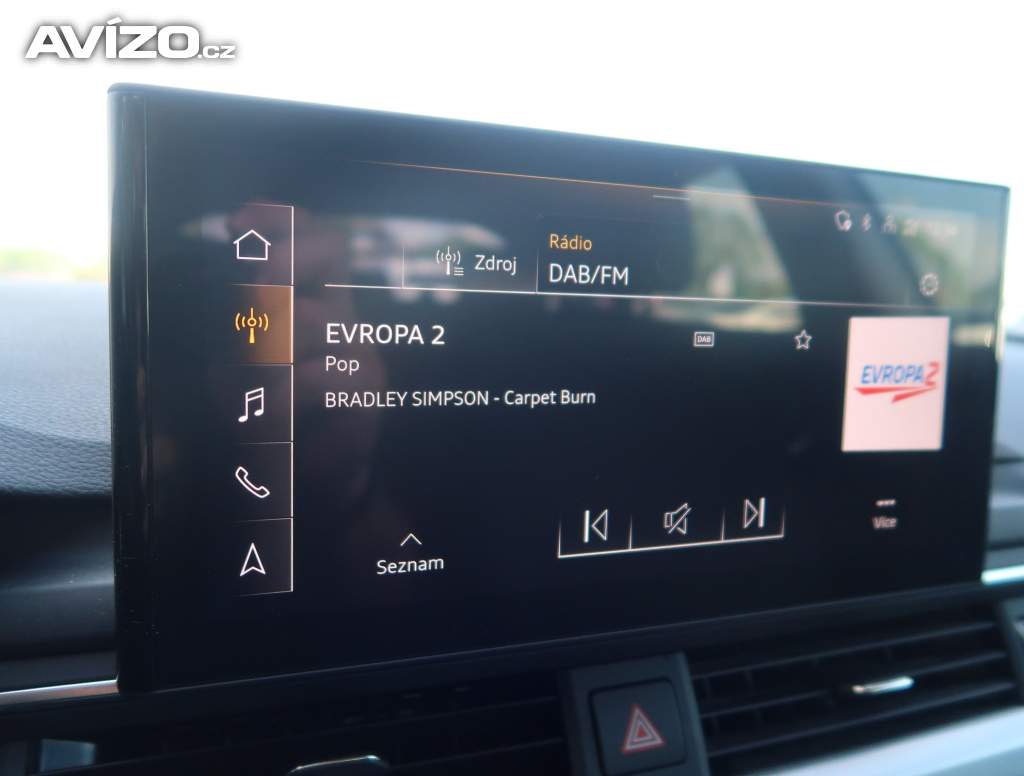 AVÍZO.cz
Zdroj
Rádio
DAB/FM
EVROPA 2
DAB
Pop
BRADLEY SIMPSON - Carpet Burn
EVROPA 2
Seznam
Více